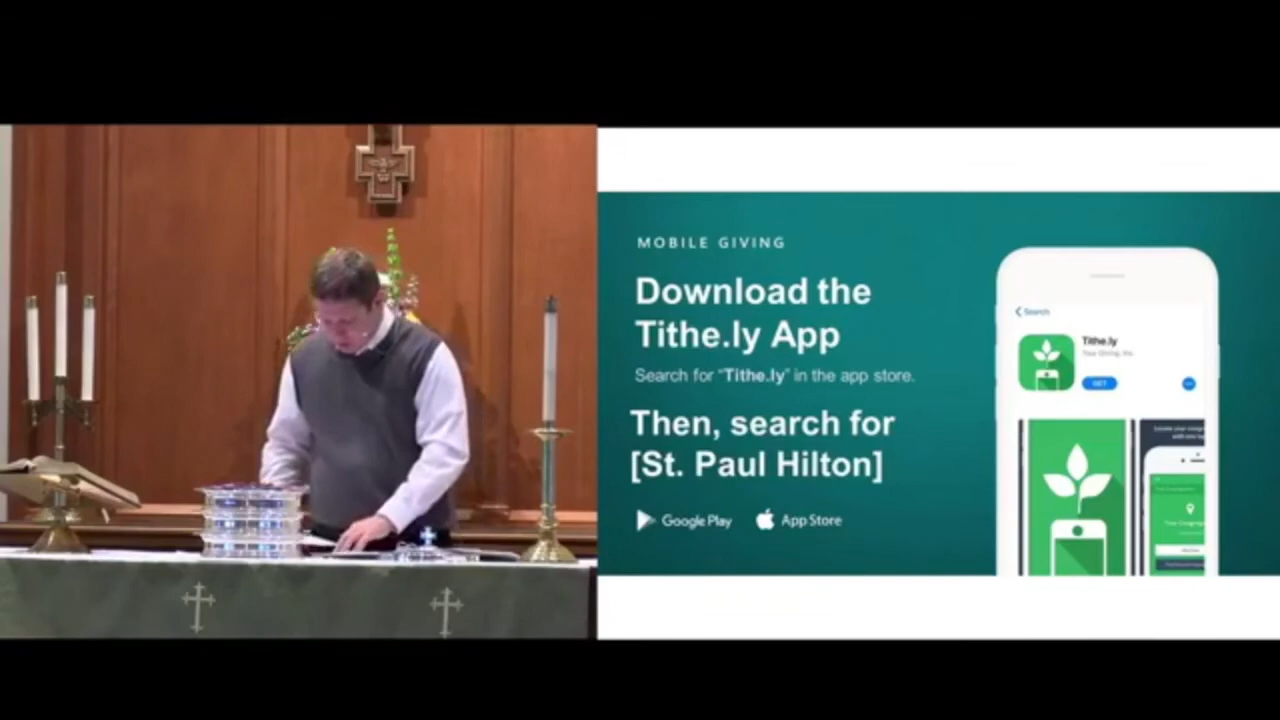 MOBILE GIVING
Download the
Tithe.ly App
Search for “Tithe.ly” in the app store.
Then, search for
[St. Paul Hilton]
Google Play
App Store
Search
Tithe.ly
GET